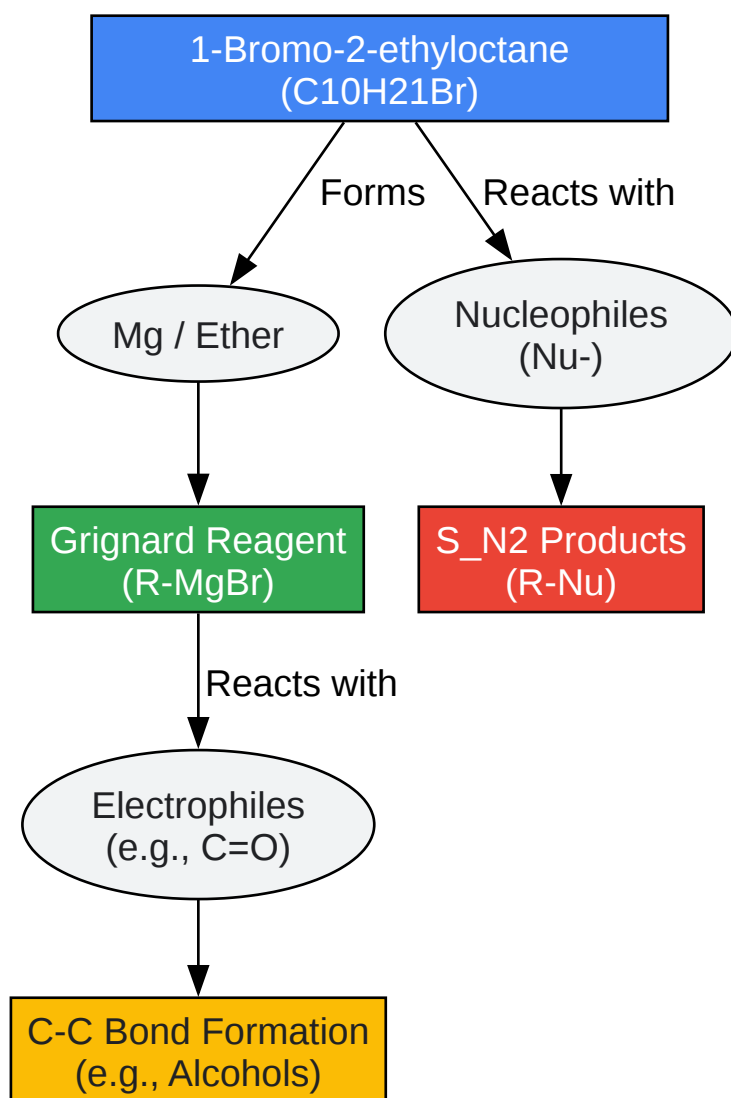 1-Bromo-2-ethyloctane
(C10H21Br)
Forms
Reacts with
Mg / Ether
Nucleophiles
(Nu-)
Grignard Reagent
(R-MgBr)
S_N2 Products
(R-Nu)
Reacts with
Electrophiles
(e.g., C=O)
C-C Bond Formation
(e.g., Alcohols)